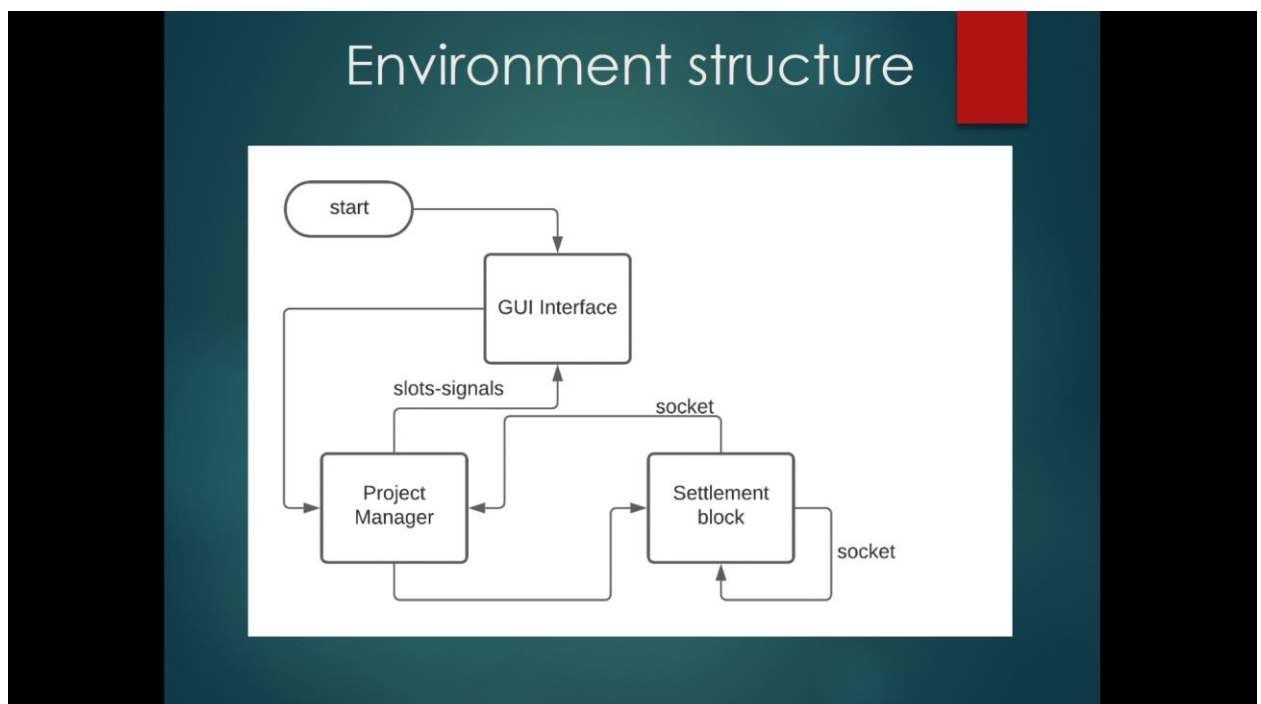 Environment structure
start
GUI Interface
slots-signals
socket
Project
Manager
Settlement
block
socket